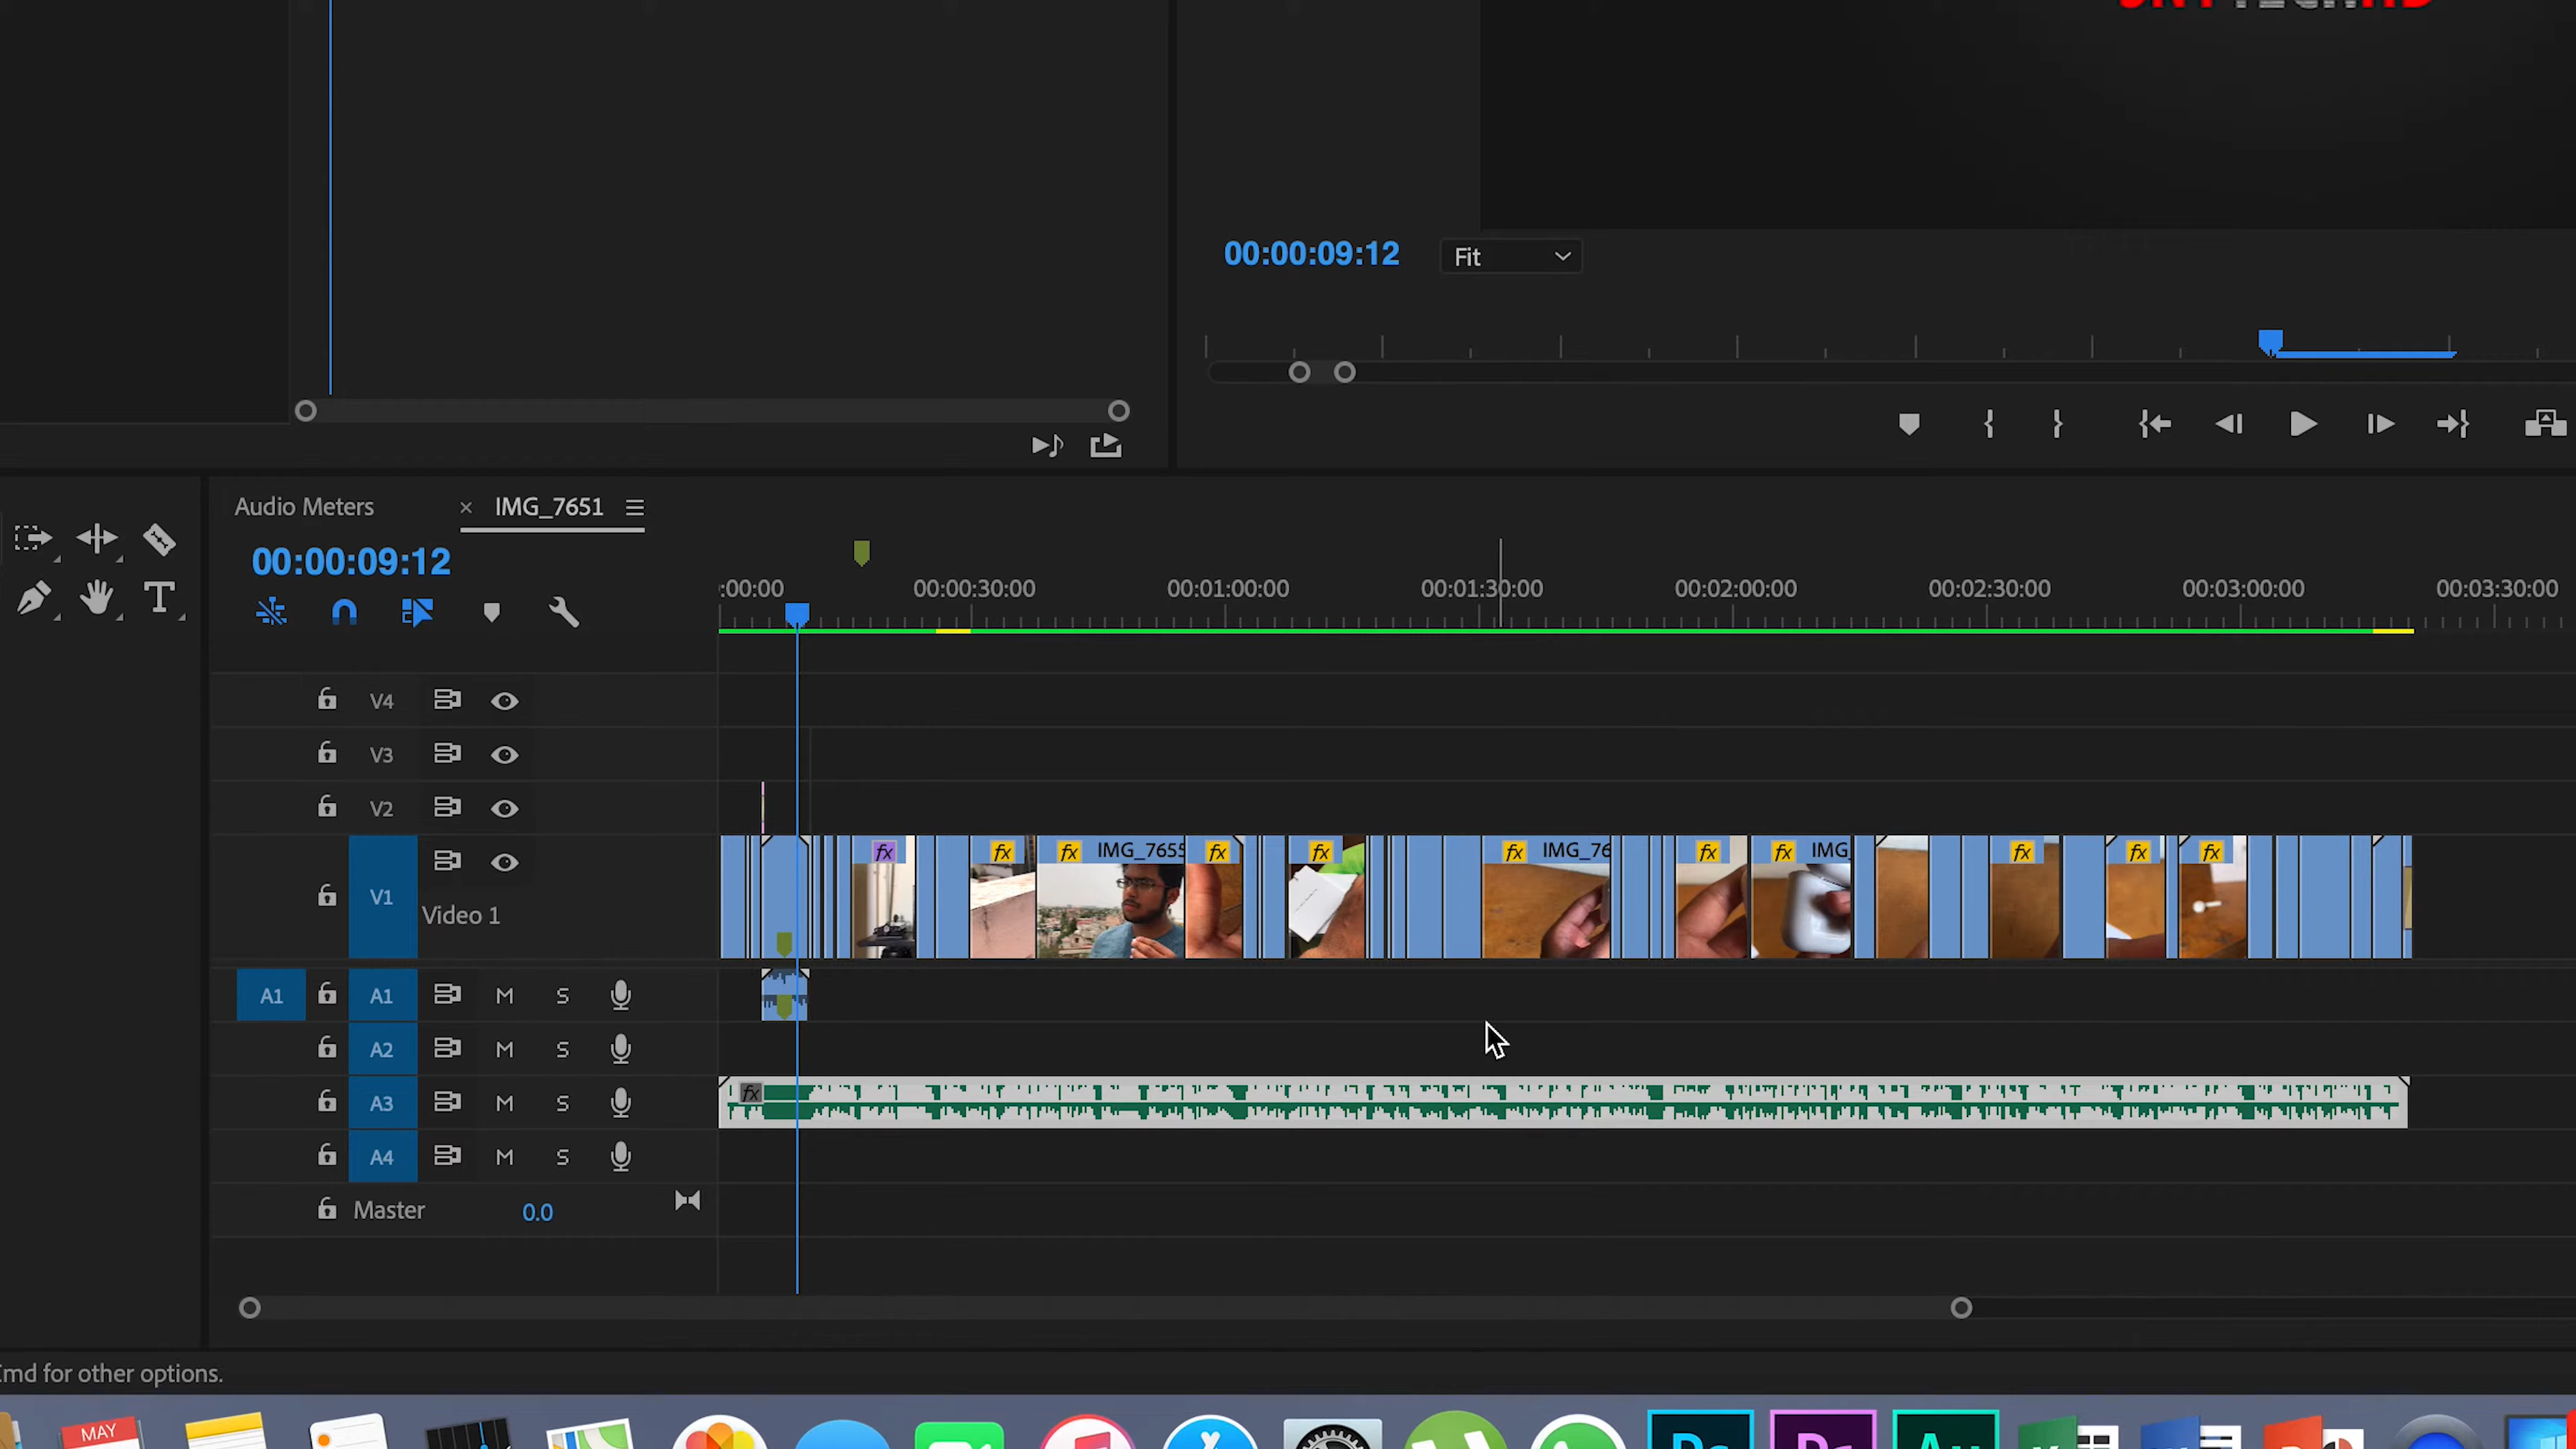 00:00:09:12
Fit
Audio Meters
× IMG_7651
00:00:09:12
:00:00
00:00:30:00
00:01:00:00
00:01:30:00
00:02:00:00
00:02:30:00
00:03:00:00
00:03:30:00
T
V4
V3
V2
fx
fx
fx IMG_7655
fx
fx
fx IMG_76
fx
fx IMG_
fx
fx
fx
V1
Video 1
A1
A1
M S
A2
M S
fx
A3
M S
A4
M S
Master
0.0
md for other options.
MAY